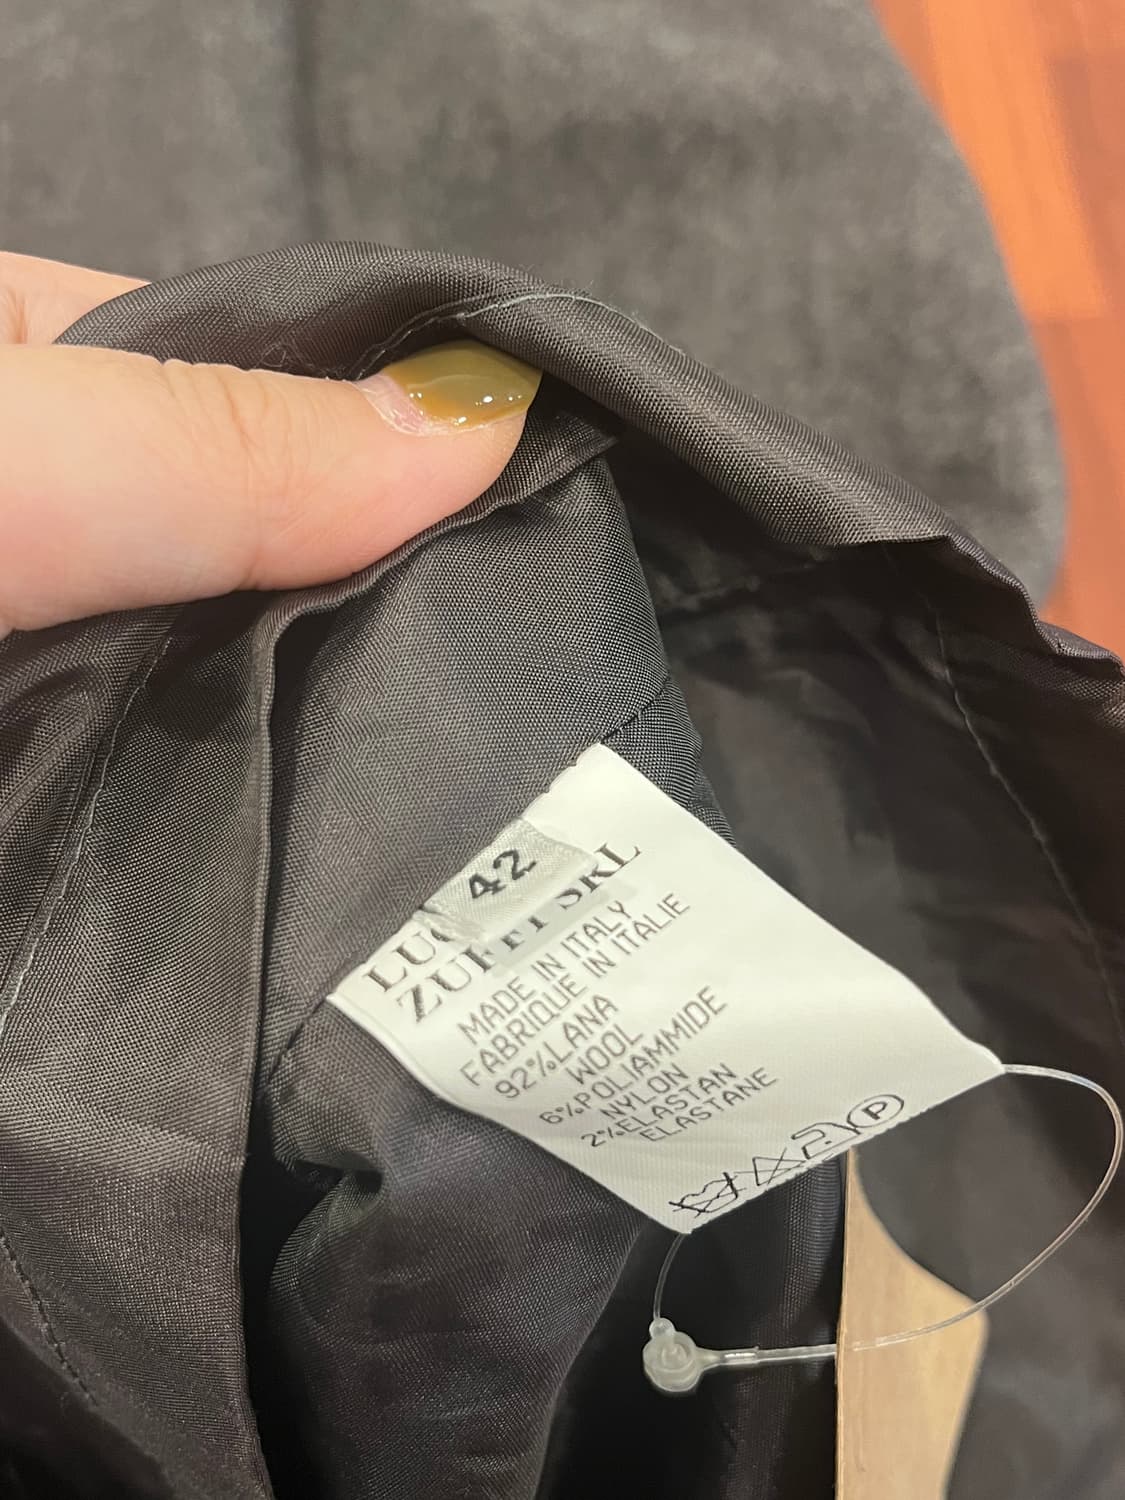 42
MADE IN ITALY
FABRIQUE IN ITALIE
92%LANA
WOOL
6%POLIAMMIDE
NYLON
2%ELASTAN
ELASTANE
P